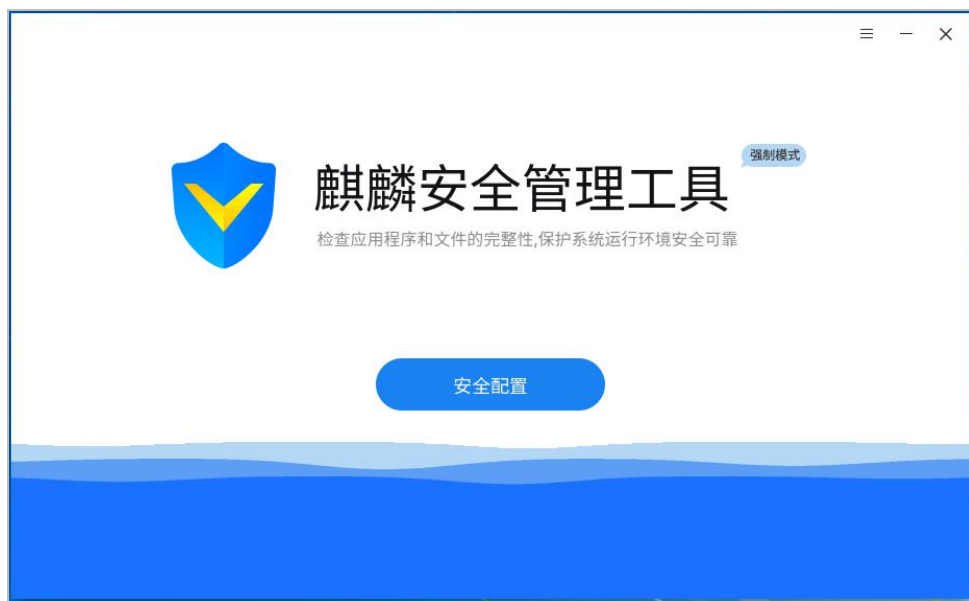 强制模式
麒麟安全管理工具
检查应用程序和文件的完整性,保护系统运行环境安全可靠
安全配置